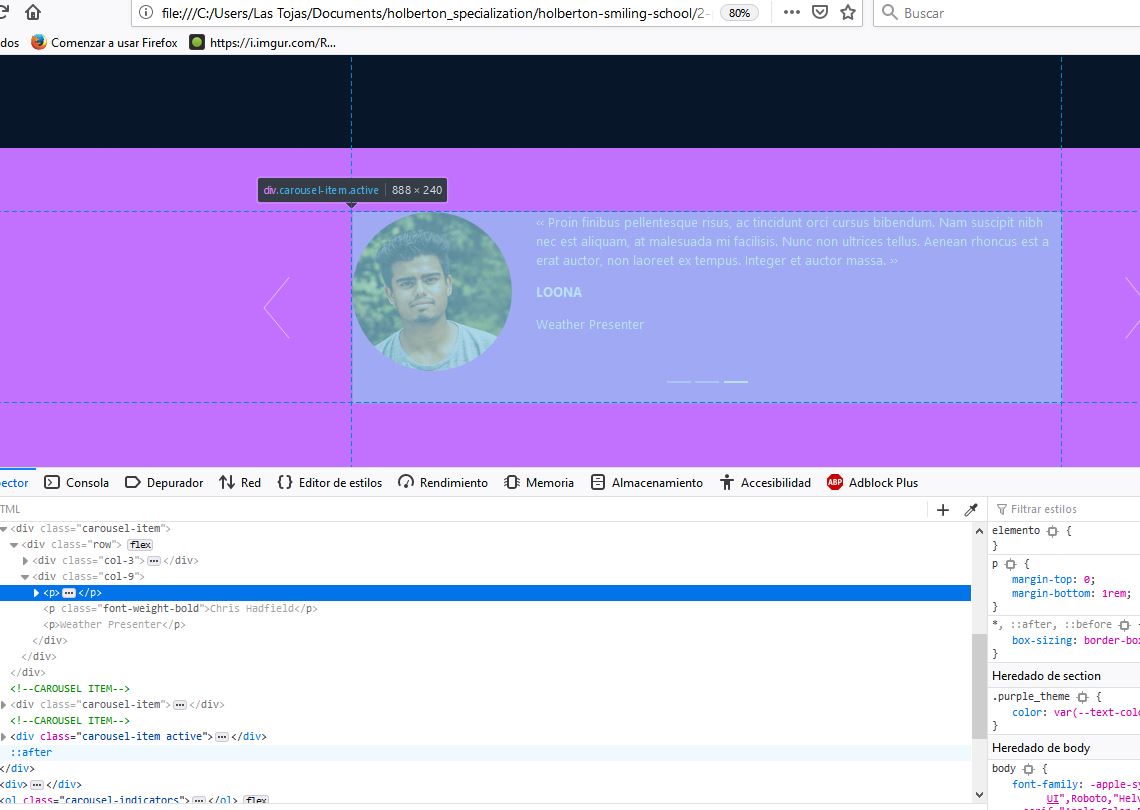 file:///C:/Users/Las Tojas/Documents/holberton_specialization/holberton-smiling-school/2-
80%
Buscar
dos
Comenzar a usar Firefox
https://i.imgur.com/R...
div.carousel-item.active | 888 × 240
‹‹ Proin finibus pellentesque risus, ac tincidunt orci cursus bibendum. Nam suscipit nibh
nec est aliquam, at malesuada mi facilisis. Nunc non ultrices tellus. Aenean rhoncus est a
erat auctor, non laoreet ex tempus. Integer et auctor massa. ››
LOONA
Weather Presenter
ector
Consola
Depurador
Red
Editor de estilos
Rendimiento
Memoria
Almacenamiento
Accesibilidad
ABP
Adblock Plus
TML
Filtrar estilos
<div class="carousel-item">
<div class="row"> flex
<div class="col-3"> ··· </div>
<div class="col-9">
<p> ··· </p>
<p class="font-weight-bold">Chris Hadfield</p>
<p>Weather Presenter</p>
</div>
</div>
</div>
<!--CAROUSEL ITEM-->
<div class="carousel-item"> ··· </div>
<!--CAROUSEL ITEM-->
<div class="carousel-item active"> ··· </div>
::after
</div>
<div> ··· </div>
<ol class="carousel-indicators"> ··· </ol> flex
elemento {
}
p {
margin-top: 0;
margin-bottom: 1rem;
}
*, ::after, ::before
box-sizing: border-box
}
Heredado de section
.purple_theme {
color: var(--text-colo
}
Heredado de body
body {
font-family: -apple-sy
UI",Roboto,"Helv